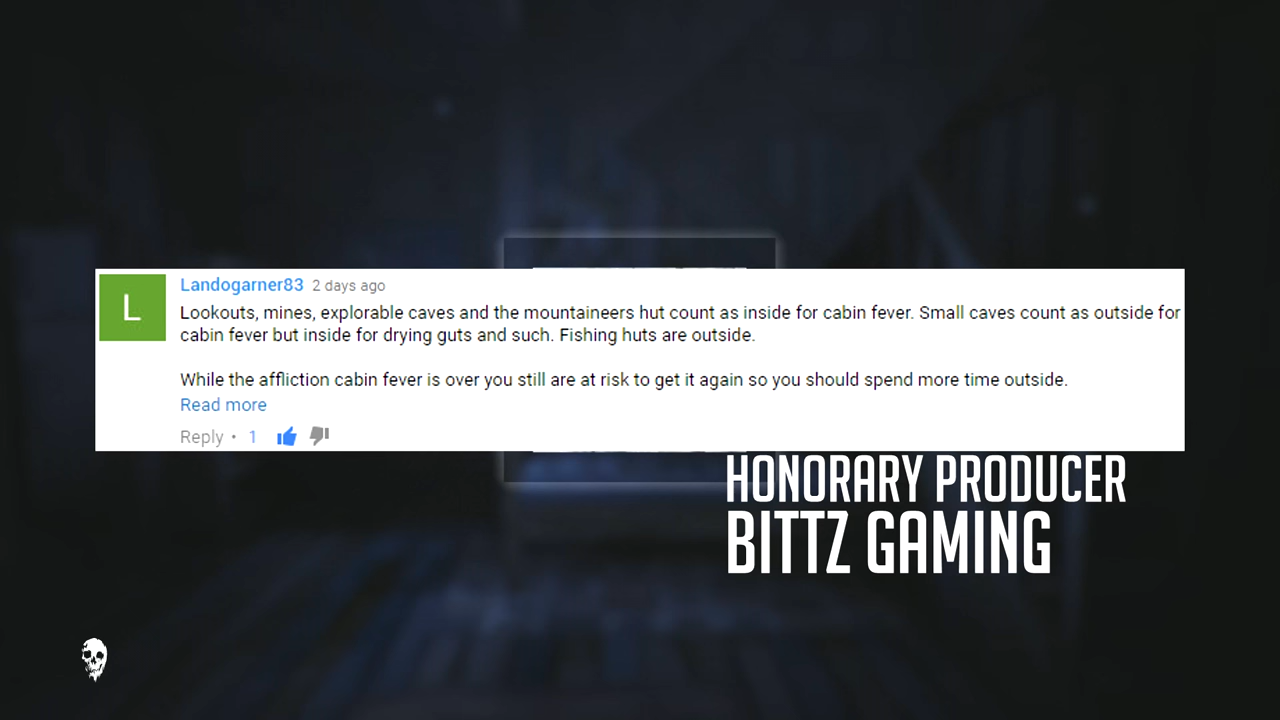 L
Landogarner83 2 days ago
Lookouts, mines, explorable caves and the mountaineers hut count as inside for cabin fever. Small caves count as outside for
cabin fever but inside for drying guts and such. Fishing huts are outside.
While the affliction cabin fever is over you still are at risk to get it again so you should spend more time outside.
Read more
Reply • 1
HONORARY PRODUCER
BITTZ GAMING